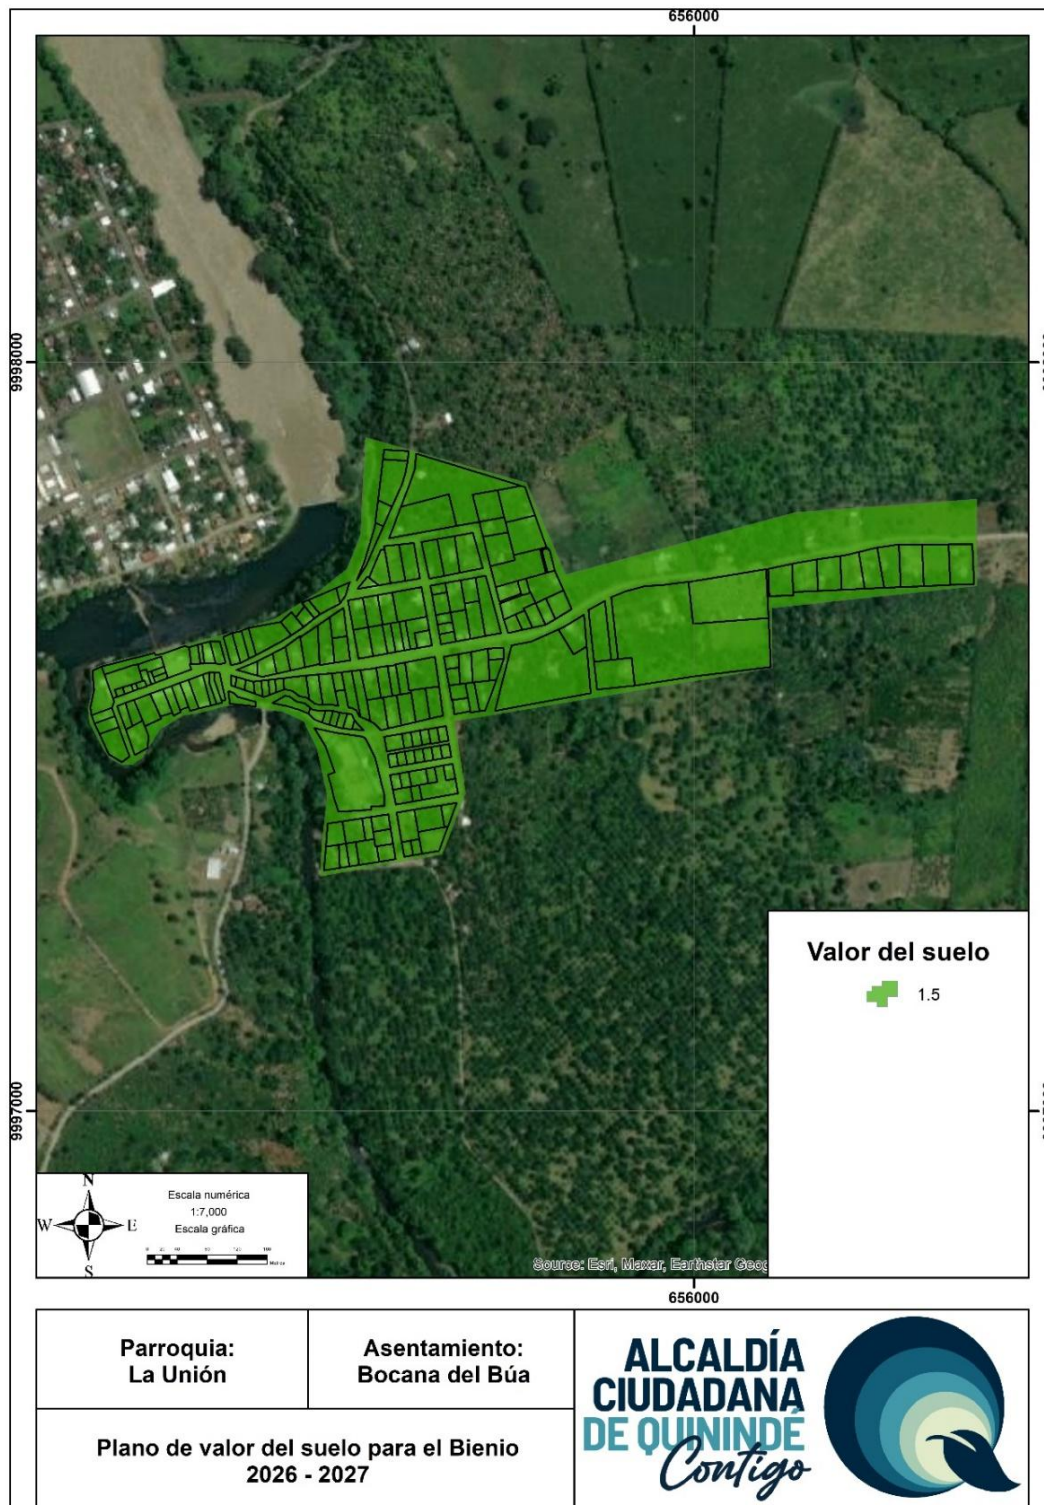 656000
9998000
Valor del suelo
1.5
9997000
N
W
E
S
Escala numérica
1:7,000
Escala gráfica
Source: Esri, Maxar, Earthstar Geog
656000
Parroquia:
La Unión
Asentamiento:
Bocana del Búa
Plano de valor del suelo para el Bienio
2026 - 2027
ALCALDÍA
CIUDADANA
DE QUININDÉ
Contigo